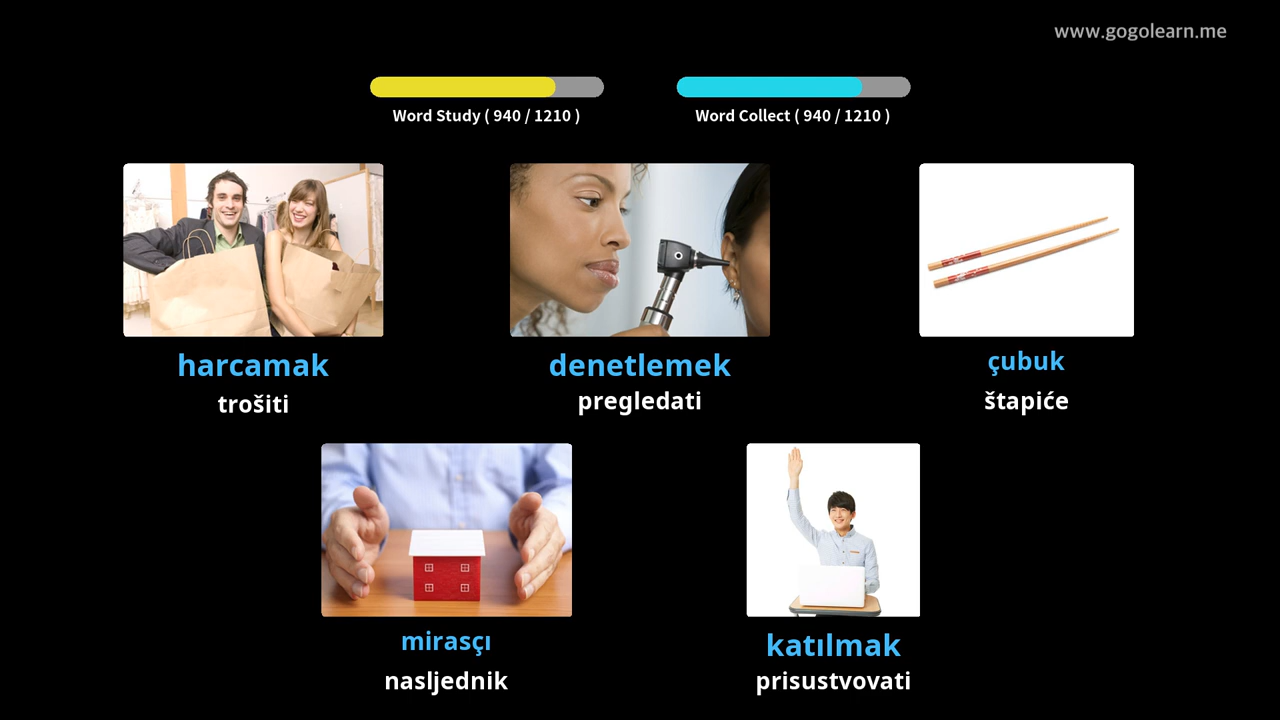 www.gogolearn.me
Word Study ( 940 / 1210 )
Word Collect ( 940 / 1210 )
harcamak
trošiti
denetlemek
pregledati
çubuk
štapiće
mirasçı
nasljednik
katılmak
prisustvovati